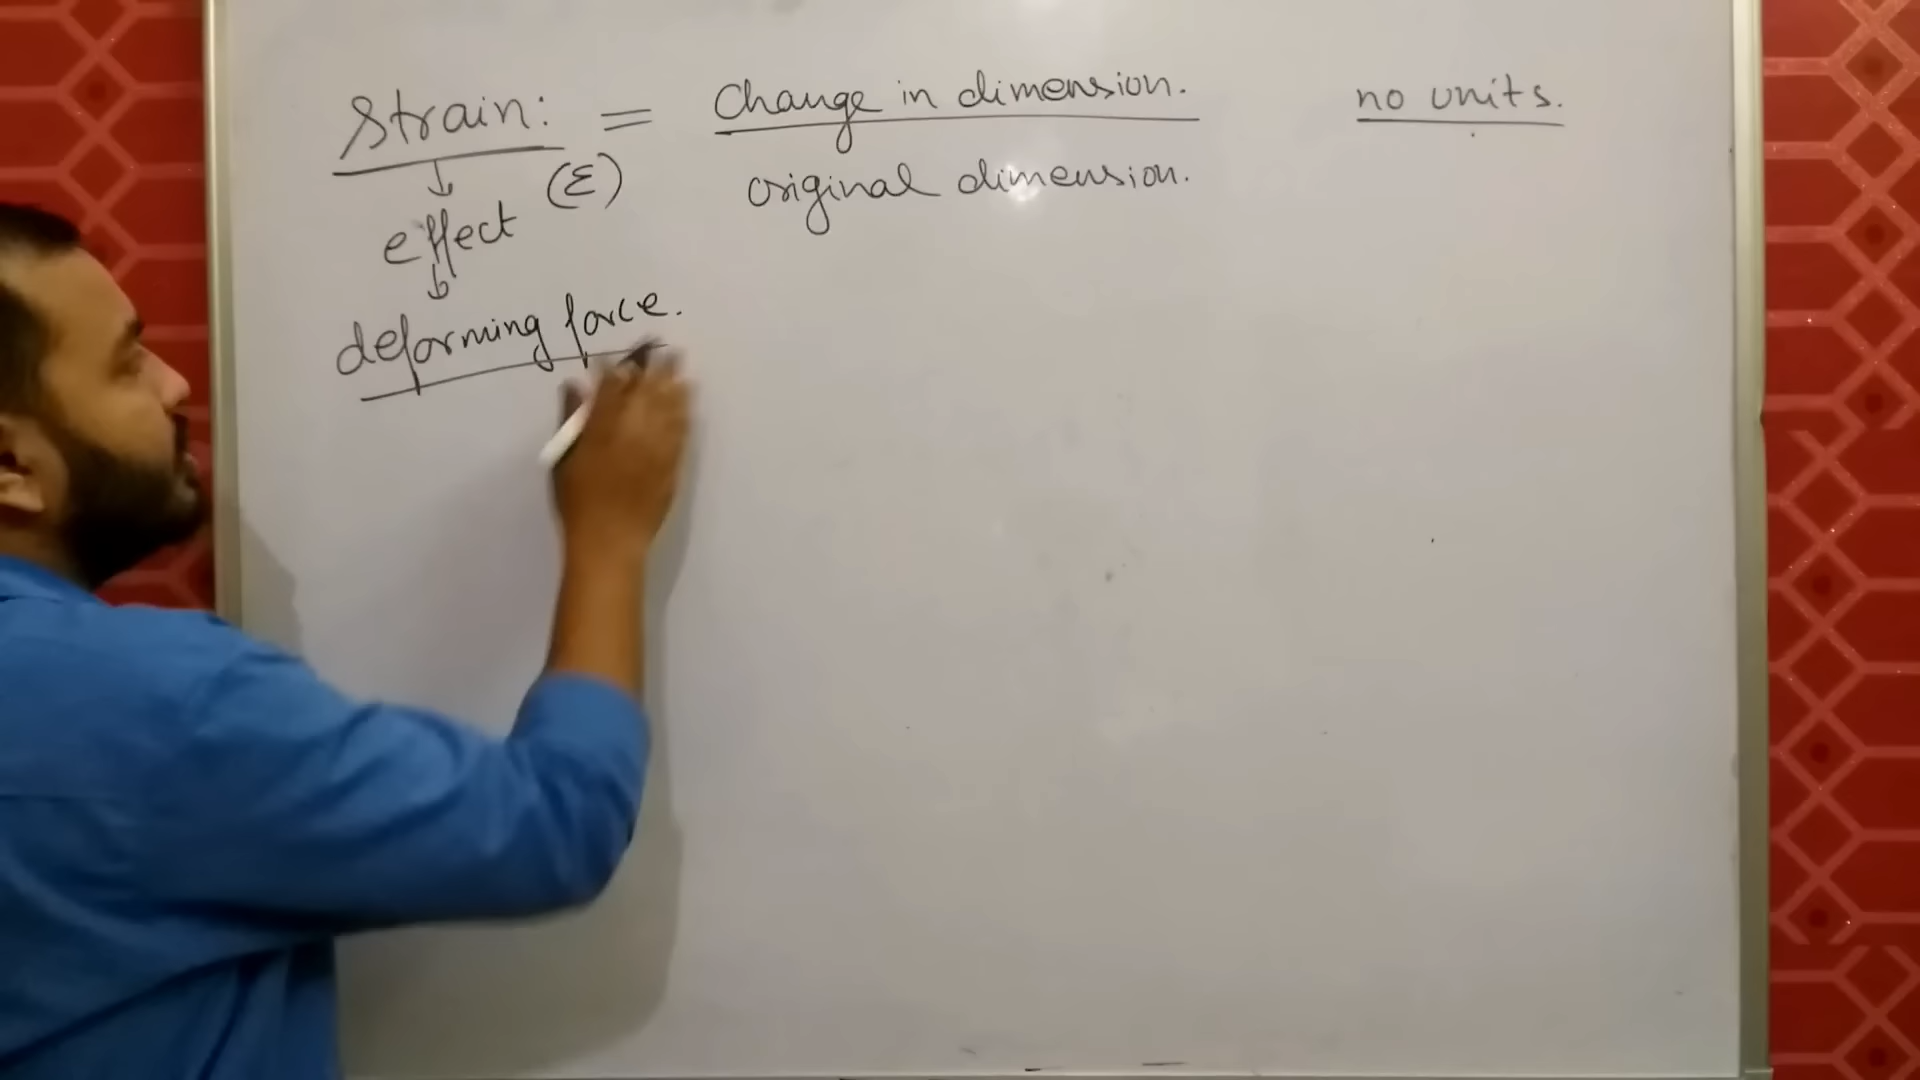 Strain: = Change in dimension.
original dimension.
no units.
(ε)
effect
deforming force.